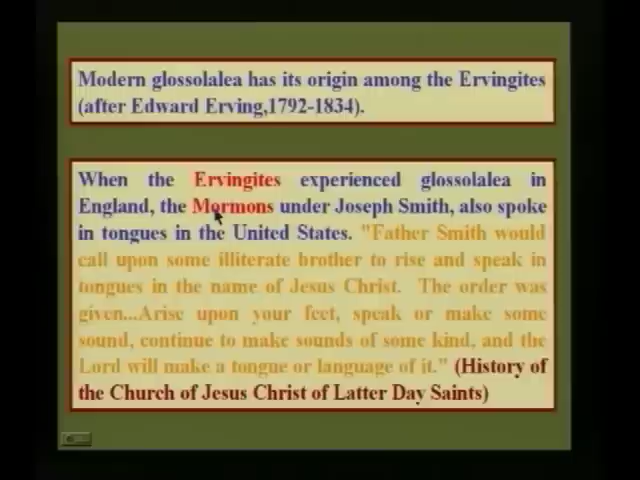 Modern glossolalea has its origin among the Ervingites
(after Edward Erving,1792-1834).
When the Ervingites experienced glossolalea in
England, the Mormons under Joseph Smith, also spoke
in tongues in the United States. "Father Smith would
call upon some illiterate brother to rise and speak in
tongues in the name of Jesus Christ. The order was
given...Arise upon your feet, speak or make some
sound, continue to make sounds of some kind, and the
Lord will make a tongue or language of it." (History of
the Church of Jesus Christ of Latter Day Saints)